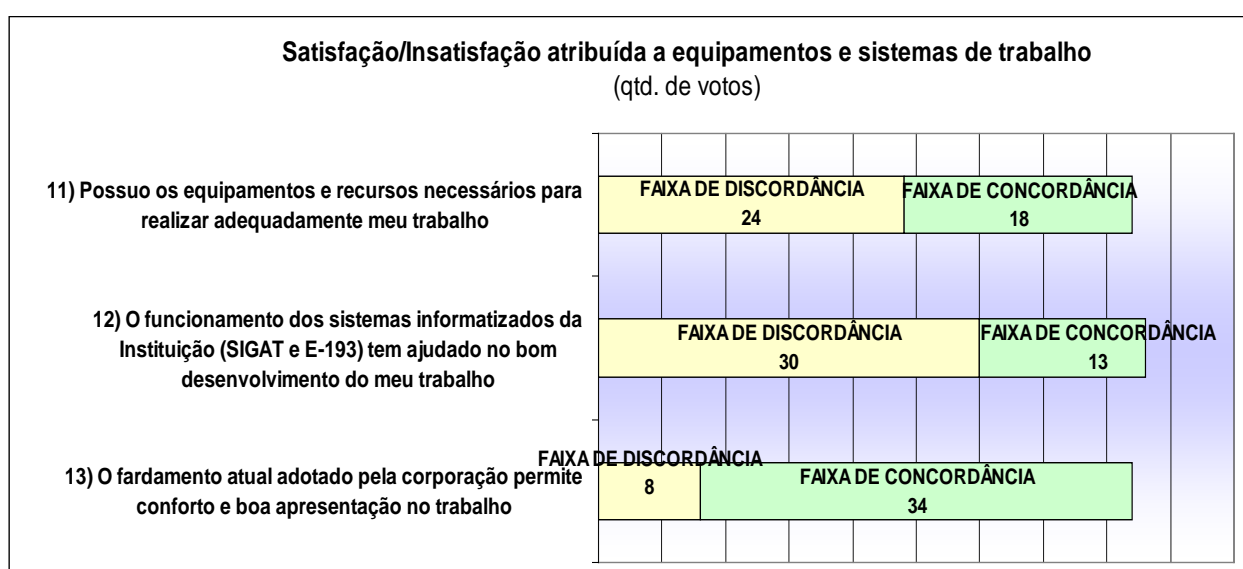 Satisfação/Insatisfação atribuída a equipamentos e sistemas de trabalho
(qtd. de votos)
11) Possuo os equipamentos e recursos necessários para
realizar adequadamente meu trabalho
FAIXA DE DISCORDÂNCIA
24
FAIXA DE CONCORDÂNCIA
18
12) O funcionamento dos sistemas informatizados da
Instituição (SIGAT e E-193) tem ajudado no bom
desenvolvimento do meu trabalho
FAIXA DE DISCORDÂNCIA
30
FAIXA DE CONCORDÂNCIA
13
13) O fardamento atual adotado pela corporação permite
conforto e boa apresentação no trabalho
FAIXA DE DISCORDÂNCIA
8
FAIXA DE CONCORDÂNCIA
34